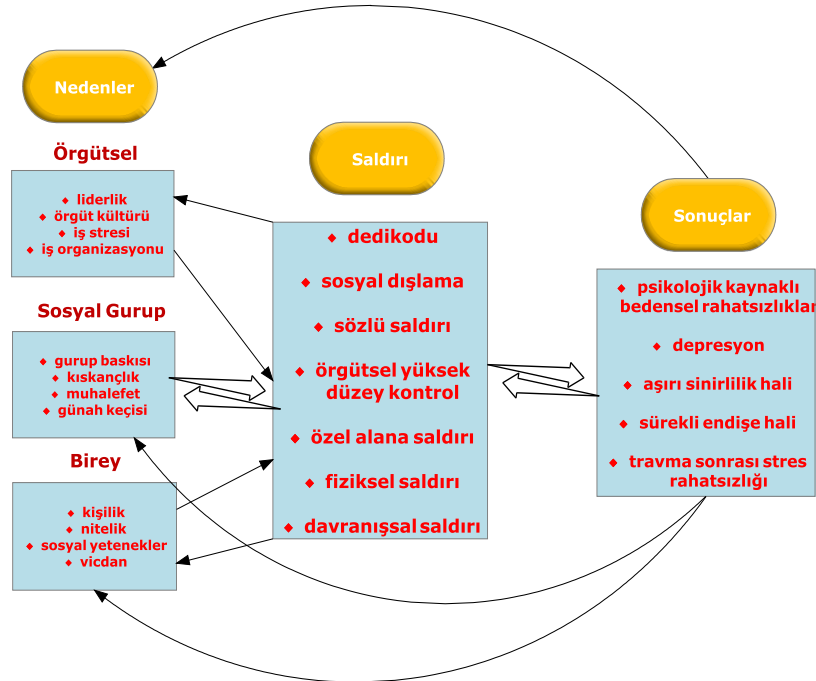 Nedenler
Örgütsel
♦ liderlik
♦ örgüt kültürü
♦ iş stresi
♦ iş organizasyonu
Sosyal Gurup
♦ gurup baskısı
♦ kıskançlık
♦ muhalefet
♦ günah keçisi
Birey
♦ kişilik
♦ nitelik
♦ sosyal yetenekler
♦ vicdan
Saldırı
♦ dedikodu
♦ sosyal dışlama
♦ sözlü saldırı
♦ örgütsel yüksek
düzey kontrol
♦ özel alana saldırı
♦ fiziksel saldırı
♦ davranışsal saldırı
Sonuçlar
♦ psikolojik kaynaklı
bedensel rahatsızlıklar
♦ depresyon
♦ aşırı sinirlilik hali
♦ sürekli endişe hali
♦ travma sonrası stres
rahatsızlığı